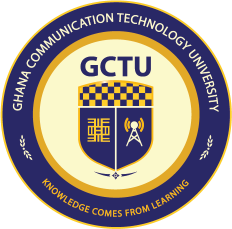 GHANA COMMUNICATION TECHNOLOGY UNIVERSITY
GCTU
KNOWLEDGE COMES FROM LEARNING